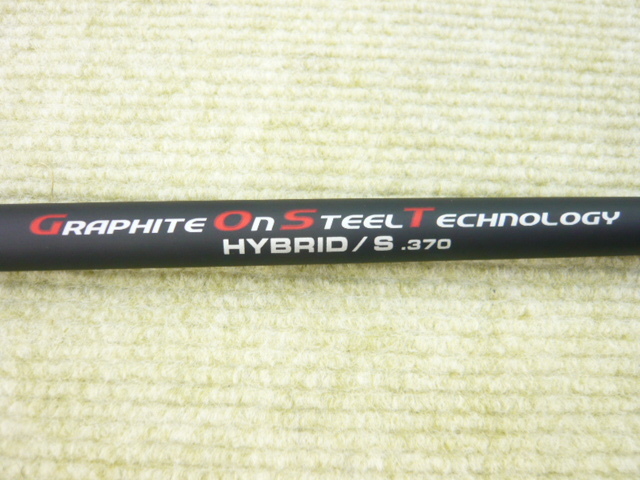 GRAPHITE ON STEEL TECHNOLOGY
HYBRID / S .370